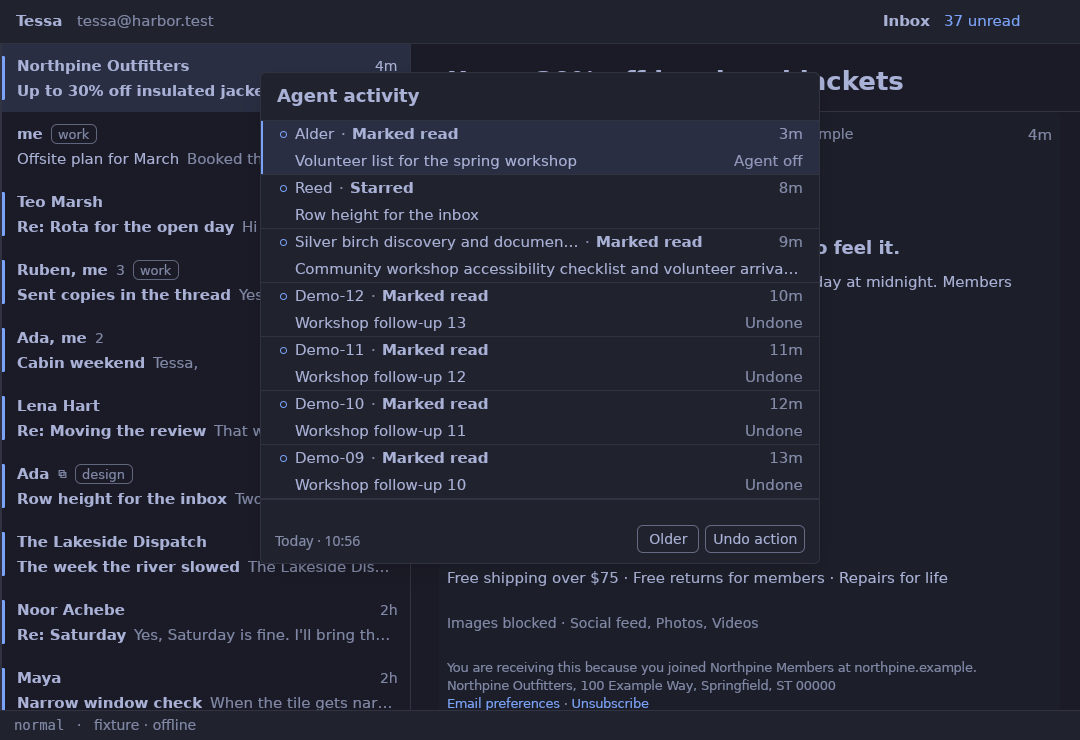 Tessa tessa@harbor.test Inbox 37 unread
Northpine Outfitters 4m
Up to 30% off insulated jacke
me work
Offsite plan for March Booked th
Teo Marsh
Re: Rota for the open day Hi
Ruben, me 3 work
Sent copies in the thread Yes
Ada, me 2
Cabin weekend Tessa,
Lena Hart
Re: Moving the review That w
Ada design
Row height for the inbox Two
The Lakeside Dispatch
The week the river slowed The Lakeside Dis…
Noor Achebe 2h
Re: Saturday Yes, Saturday is fine. I'll bring th…
Maya 2h
Narrow window check When the tile gets nar…
Agent activity
Alder · Marked read 3m
Volunteer list for the spring workshop Agent off
Reed · Starred 8m
Row height for the inbox
Silver birch discovery and documen… · Marked read 9m
Community workshop accessibility checklist and volunteer arriva…
Demo-12 · Marked read 10m
Workshop follow-up 13 Undone
Demo-11 · Marked read 11m
Workshop follow-up 12 Undone
Demo-10 · Marked read 12m
Workshop follow-up 11 Undone
Demo-09 · Marked read 13m
Workshop follow-up 10 Undone
Today · 10:56 Older Undo action
ackets
mple 4m
o feel it.
day at midnight. Members
Free shipping over $75 · Free returns for members · Repairs for life
Images blocked · Social feed, Photos, Videos
You are receiving this because you joined Northpine Members at northpine.example.
Northpine Outfitters, 100 Example Way, Springfield, ST 00000
Email preferences · Unsubscribe
normal · fixture · offline